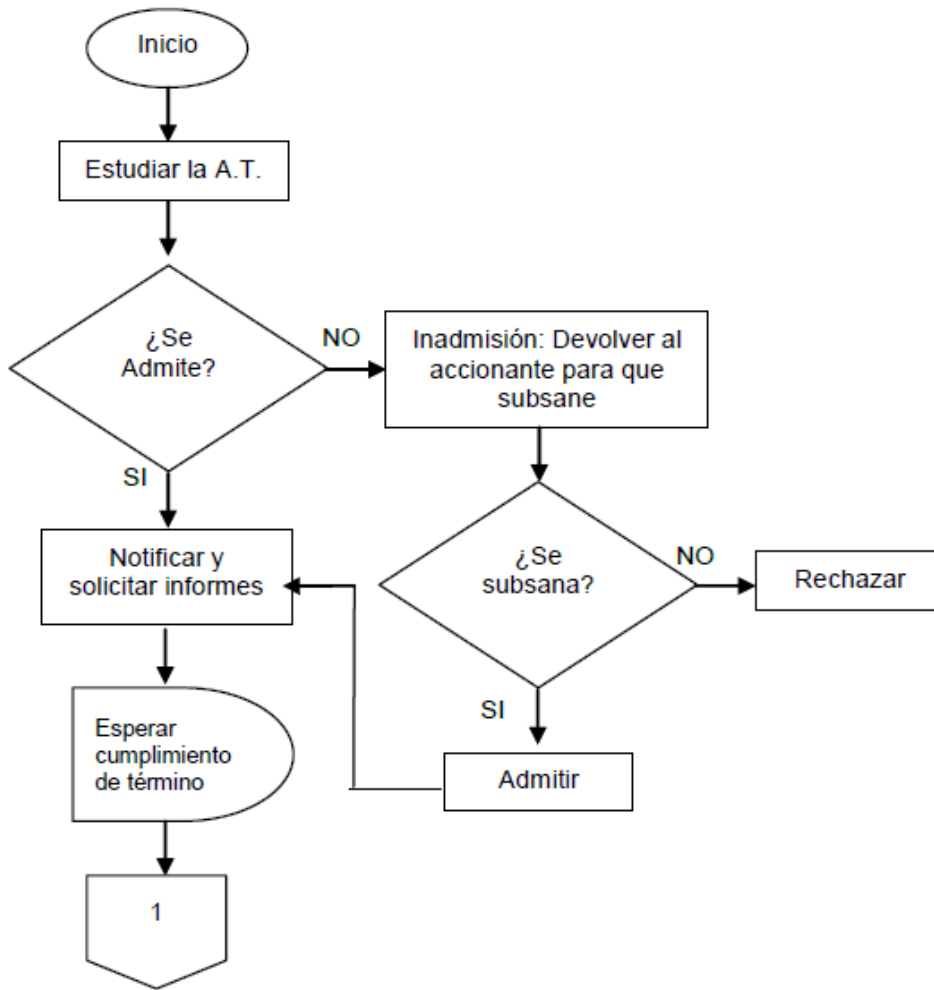 Inicio
Estudiar la A.T.
¿Se
Admite?
NO
Inadmisión: Devolver al
accionante para que
subsane
SI
Notificar y
solicitar informes
¿Se
subsana?
NO
Rechazar
SI
Admitir
Esperar
cumplimiento
de término
1